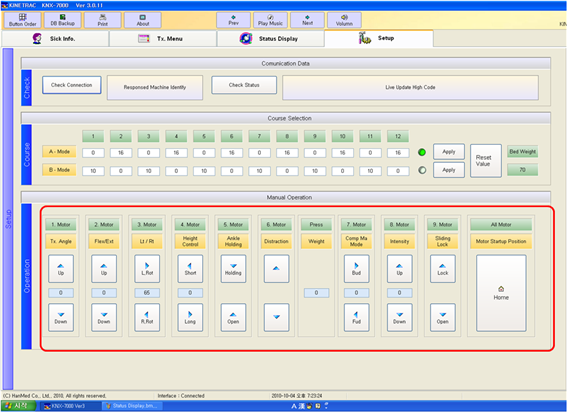 KINETRAC KNX-7000 Ver 3.0.11
Button Order DB Backup Print About Prev Play Music Next Volumn
Sick Info. Tx. Menu Status Display Setup
Setup
Check
Comunication Data
Check Connection Responsed Machine Identity Check Status Live Update High Code
Course
Course Selection
1 2 3 4 5 6 7 8 9 10 11 12
A - Mode 0 16 0 16 0 16 0 16 0 16 0 16 Apply Reset Value Bed Weight
B - Mode 10 0 10 0 10 0 10 0 10 0 10 0 Apply 70
Operation
Manual Operation
1. Motor 2. Motor 3. Motor 4. Motor 5. Motor 6. Motor Press 7. Motor 8. Motor 9. Motor All Motor
Tx. Angle Flex/Ext Lt / Rt Height Control Ankle Holding Distraction Weight Comp Ma Mode Intensity Sliding Lock Motor Startup Position
Up Up L.Rot Short Holding Bud Up Lock
0 0 65 0 0 0 0 Home
Down Down R.Rot Long Open Fud Down Open
(C) HanMed Co., Ltd., 2010, All rights reserved. Interface : Connected 2010-10-04 오후 7:23:24
시작 KNX-7000 Ver3 Status Display.bm... A 漢